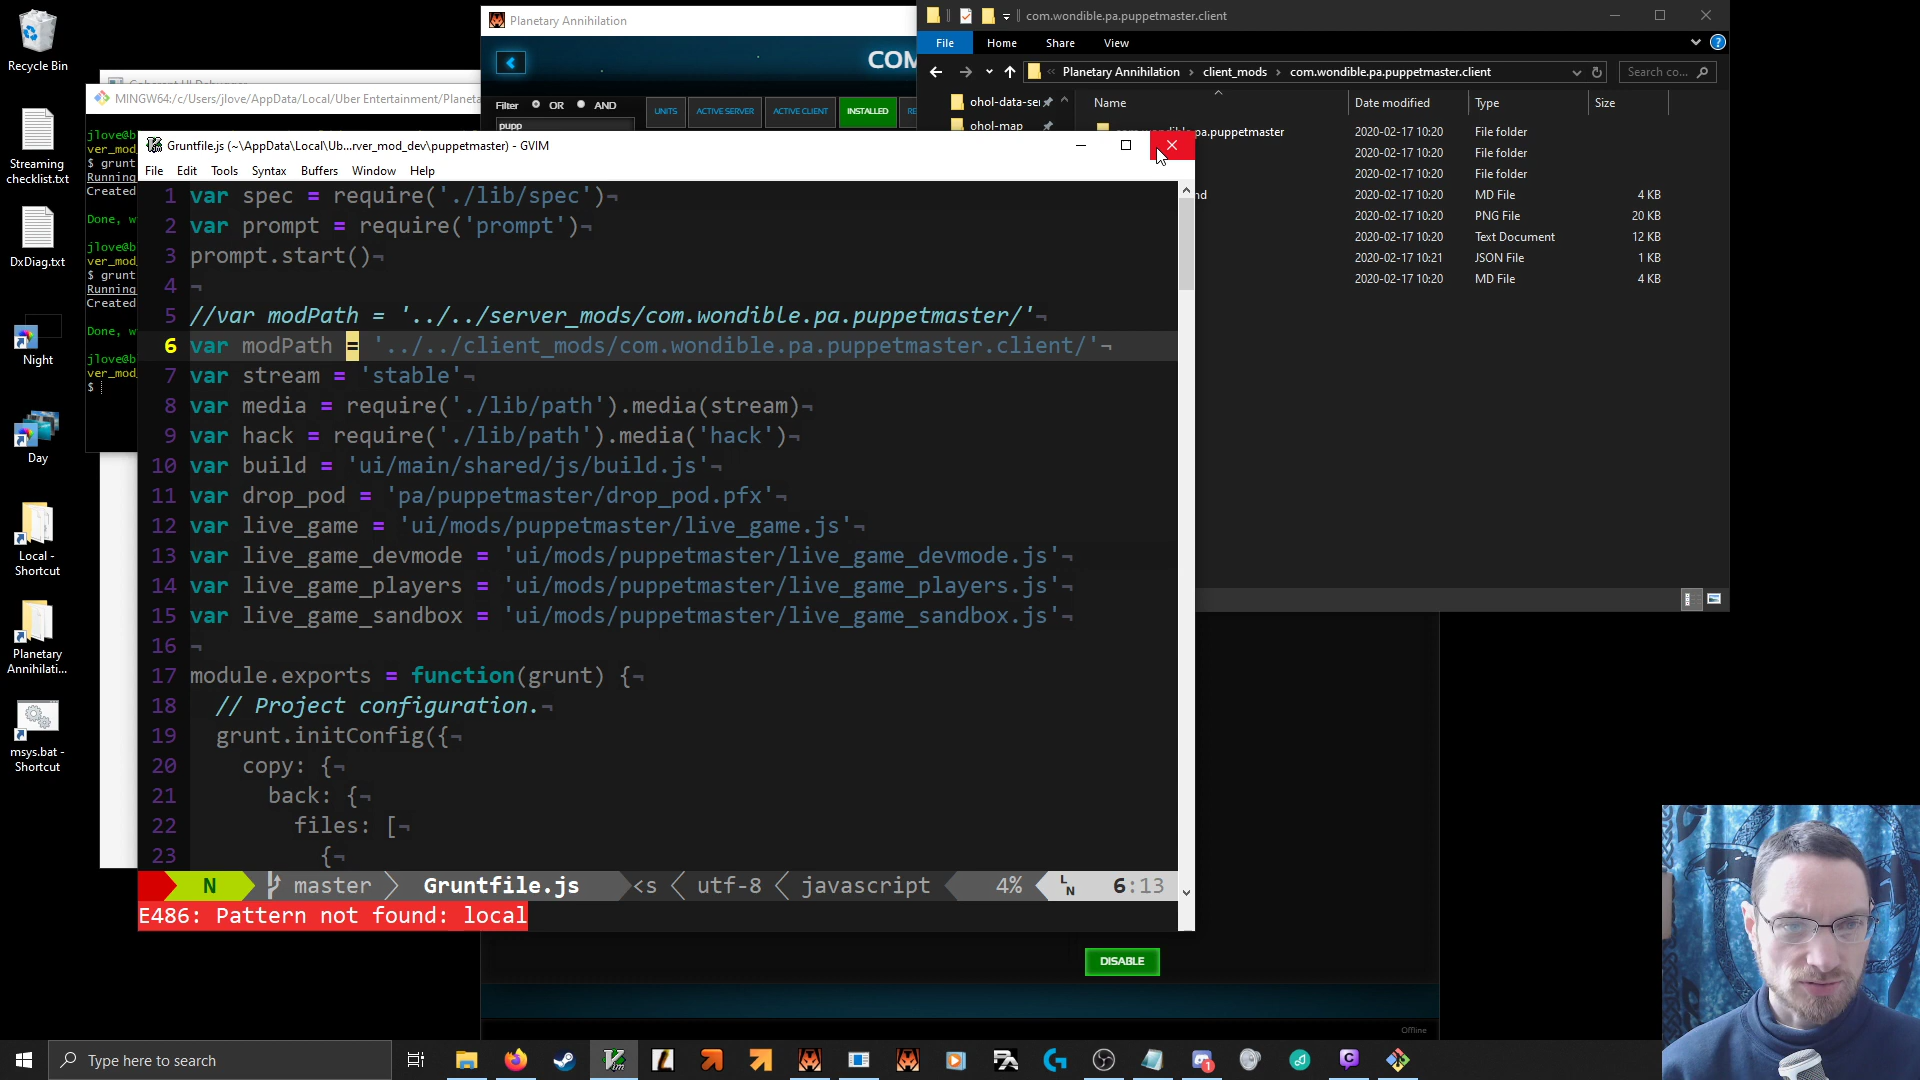 Recycle Bin
Streaming
checklist.txt
DxDiag.txt
Night
Day
Local -
Shortcut
Planetary
Annihilati...
msys.bat -
Shortcut
MINGW64:/c/Users/jlove/AppData/Local/Uber Entertainment/Planeta
jlove@b
ver_mod_
$ grunt
Running
Created
Done, w
jlove@b
ver_mod_
$ grunt
Running
Created
Done, w
jlove@b
ver_mod_
$
Planetary Annihilation
COM
Filter
OR
AND
pupp
UNITS
ACTIVE SERVER
ACTIVE CLIENT
INSTALLED
DISABLE
Offline
com.wondible.pa.puppetmaster.client
File
Home
Share
View
Planetary Annihilation
client_mods
com.wondible.pa.puppetmaster.client
Search co...
ohol-data-se
ohol-map
Name
Date modified
Type
Size
pa.puppetmaster
2020-02-17 10:20
File folder
2020-02-17 10:20
File folder
2020-02-17 10:20
File folder
2020-02-17 10:20
MD File
4 KB
2020-02-17 10:20
PNG File
20 KB
2020-02-17 10:20
Text Document
12 KB
2020-02-17 10:21
JSON File
1 KB
2020-02-17 10:20
MD File
4 KB
Gruntfile.js (~\AppData\Local\Ub...rver_mod_dev\puppetmaster) - GVIM
File Edit Tools Syntax Buffers Window Help
1 var spec = require('./lib/spec')¬
2 var prompt = require('prompt')¬
3 prompt.start()¬
4 ¬
5 //var modPath = '../../server_mods/com.wondible.pa.puppetmaster/'¬
6 var modPath = '../../client_mods/com.wondible.pa.puppetmaster.client/'¬
7 var stream = 'stable'¬
8 var media = require('./lib/path').media(stream)¬
9 var hack = require('./lib/path').media('hack')¬
10 var build = 'ui/main/shared/js/build.js'¬
11 var drop_pod = 'pa/puppetmaster/drop_pod.pfx'¬
12 var live_game = 'ui/mods/puppetmaster/live_game.js'¬
13 var live_game_devmode = 'ui/mods/puppetmaster/live_game_devmode.js'¬
14 var live_game_players = 'ui/mods/puppetmaster/live_game_players.js'¬
15 var live_game_sandbox = 'ui/mods/puppetmaster/live_game_sandbox.js'¬
16 ¬
17 module.exports = function(grunt) {¬
18 // Project configuration.¬
19 grunt.initConfig({¬
20 copy: {¬
21 back: {¬
22 files: [¬
23 {¬
N master Gruntfile.js <s utf-8 javascript 4% LN 6:13
E486: Pattern not found: local
Type here to search